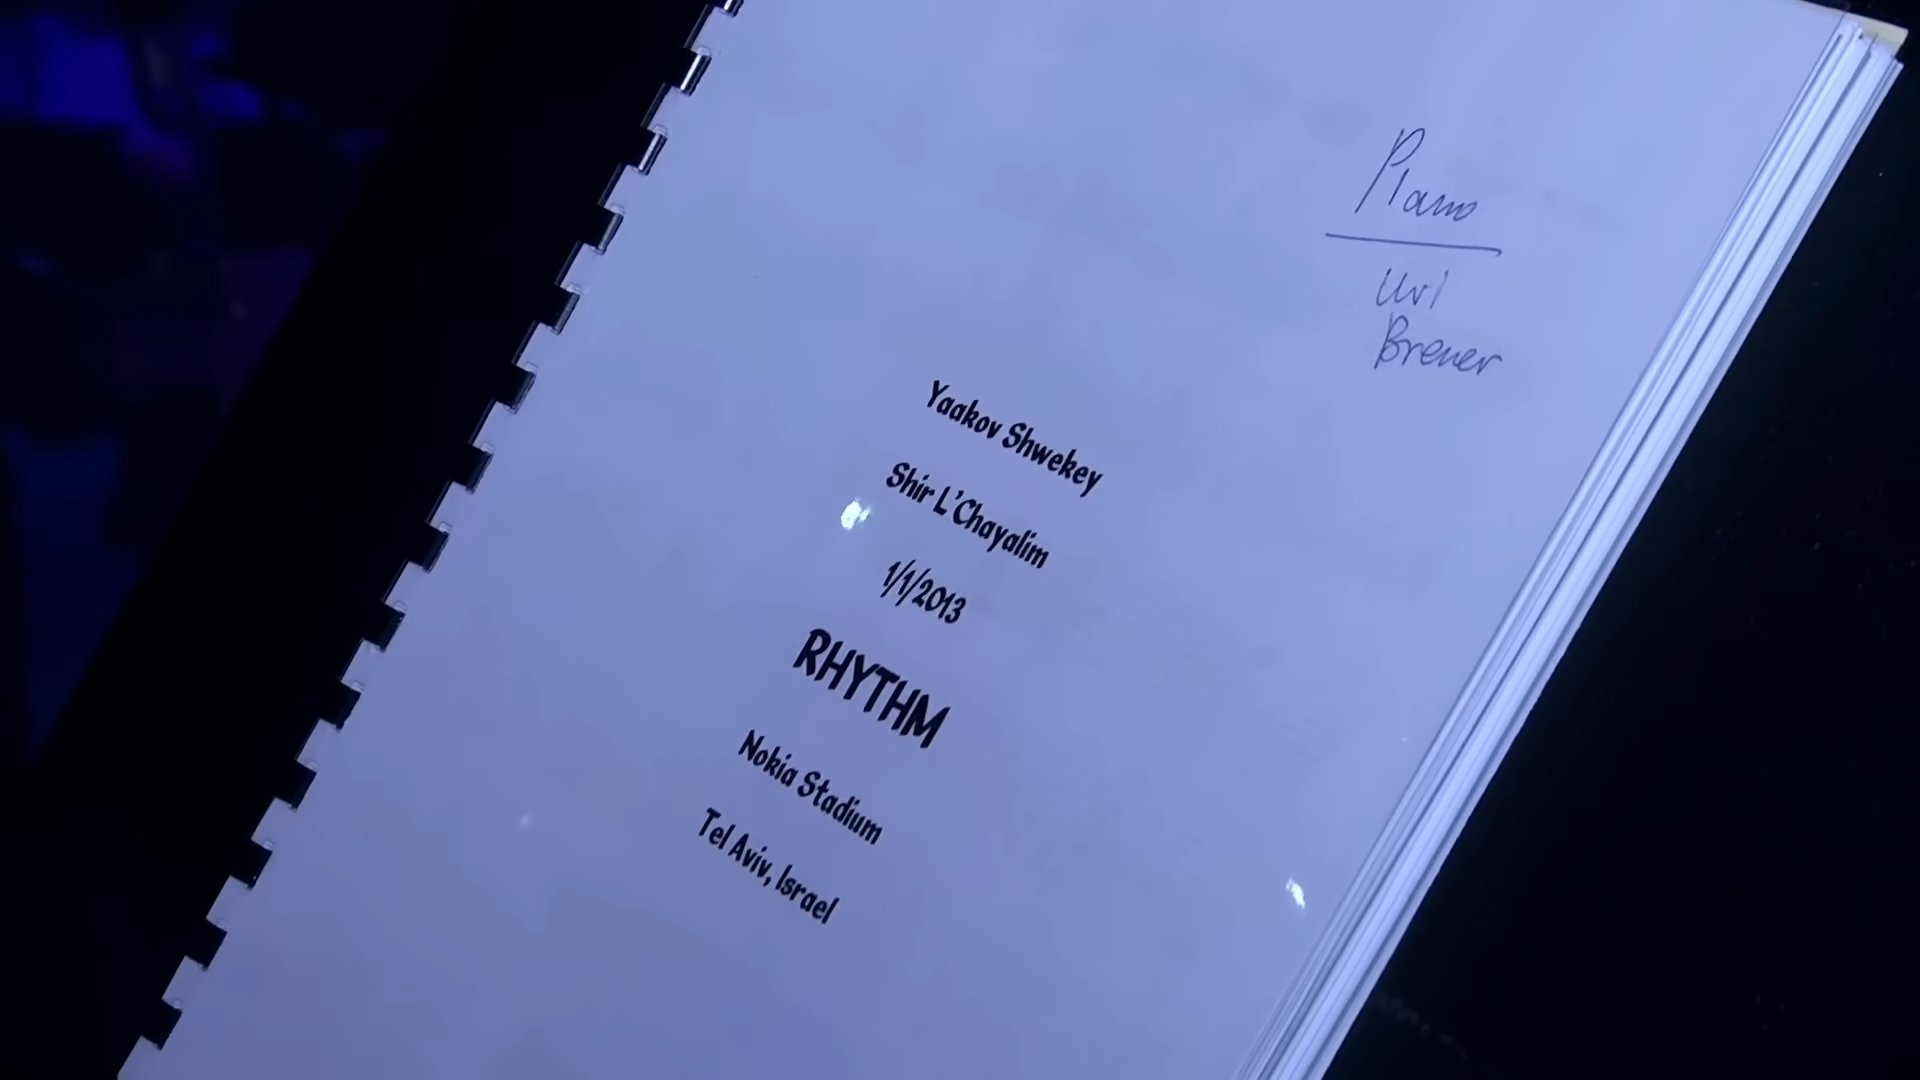 Piano
Uri
Brener
Yaakov Shwekey
Shir L'Chayalim
1/1/2013
RHYTHM
Nokia Stadium
Tel Aviv, Israel